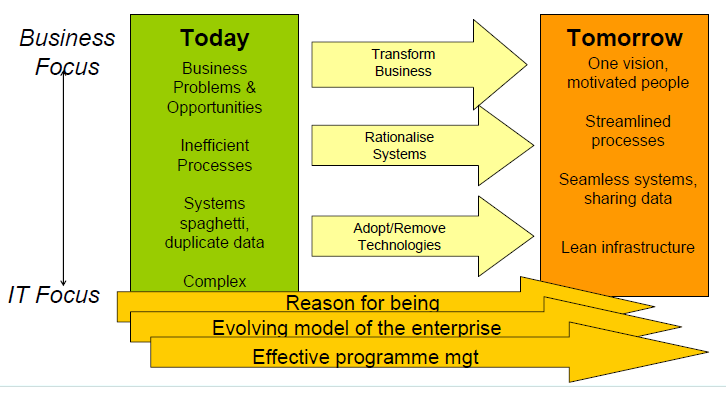 Business
Focus
Today
Business
Problems &
Opportunities
Inefficient
Processes
Systems
spaghetti,
duplicate data
Complex
Transform
Business
Rationalise
Systems
Adopt/Remove
Technologies
Tomorrow
One vision,
motivated people
Streamlined
processes
Seamless systems,
sharing data
Lean infrastructure
IT Focus
Reason for being
Evolving model of the enterprise
Effective programme mgt